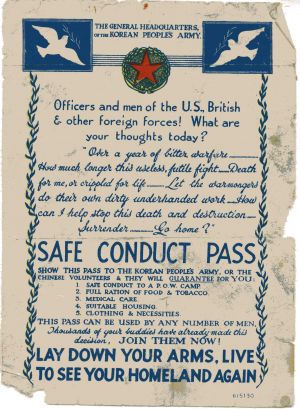 THE GENERAL HEADQUARTERS,
OF THE KOREAN PEOPLE'S ARMY.
Officers and men of the U.S., British
& other foreign forces! What are
your thoughts today?
"Over a year of bitter warfare
How much longer this useless, futile fight Death
for me, or crippled for life Let the warmongers
do their own dirty underhanded work How
can I help stop this death and destruction
Surrender Go home?"
SAFE CONDUCT PASS
SHOW THIS PASS TO THE KOREAN PEOPLE'S ARMY, OR THE
CHINESE VOLUNTEERS & THEY WILL GUARANTEE FOR YOU.
1. SAFE CONDUCT TO A P.O.W. CAMP.
2. FULL RATION OF FOOD & TOBACCO.
3. MEDICAL CARE
4. SUITABLE HOUSING.
5. CLOTHING & NECESSITIES.
THIS PASS CAN BE USED BY ANY NUMBER OF MEN.
Thousands of your buddies have already made this
decision, JOIN THEM NOW!
LAY DOWN YOUR ARMS, LIVE
TO SEE YOUR HOMELAND AGAIN
615130